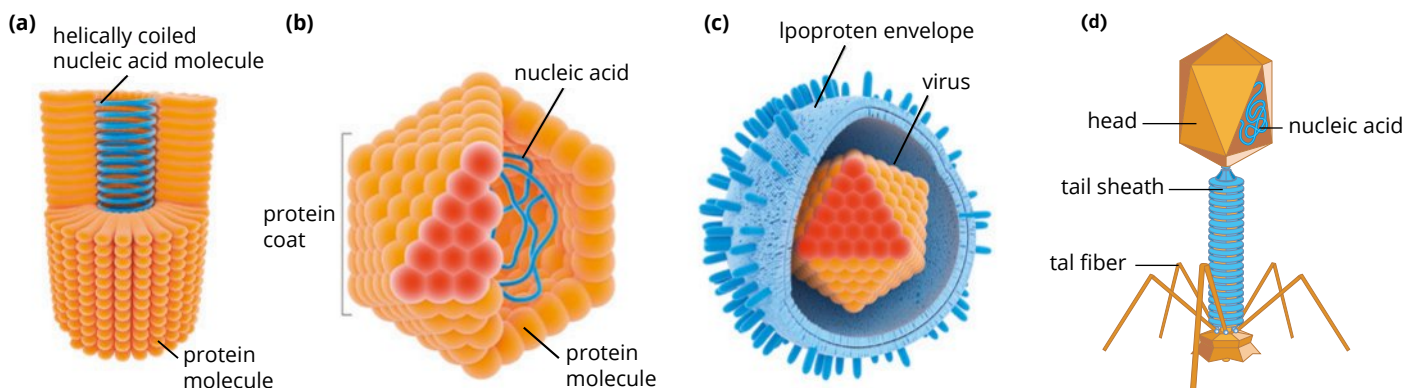 (a)
helically coiled
nucleic acid molecule
protein
molecule
(b)
nucleic acid
protein
coat
protein
molecule
(c)
lpoproten envelope
virus
(d)
head
nucleic acid
tail sheath
tal fiber